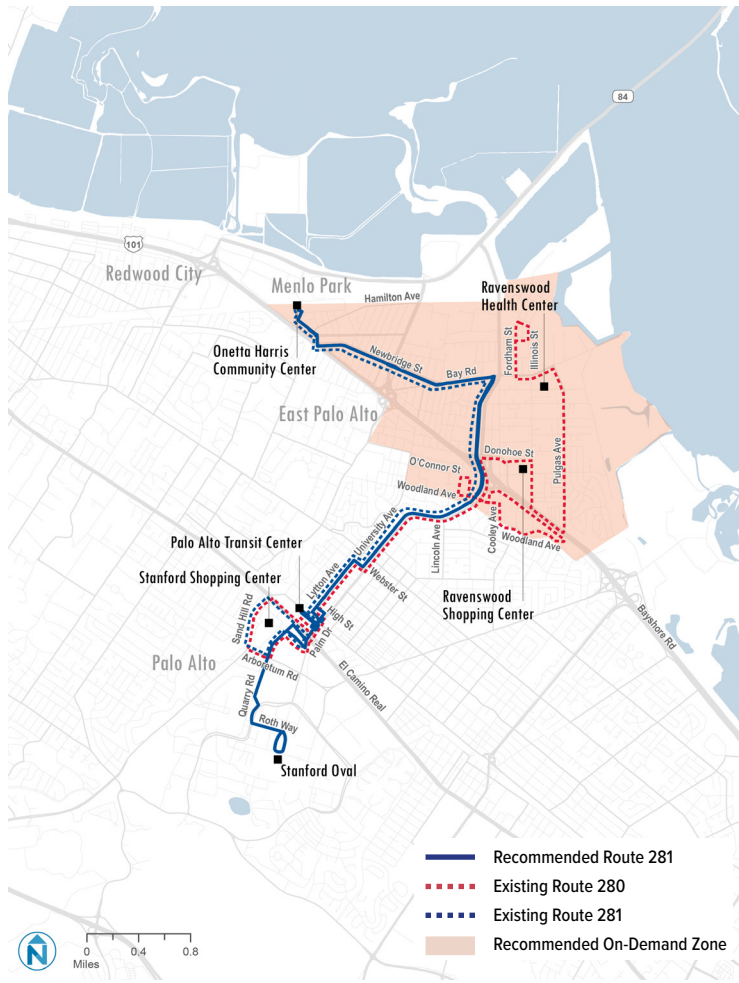 84
101
Redwood City
Menlo Park
Hamilton Ave
Ravenswood
Health Center
Fordham St
Illinois St
Onetta Harris
Community Center
Newbridge St
Bay Rd
East Palo Alto
Donohoe St
O'Connor St
Pulgas Ave
Woodland Ave
University Ave
Lincoln Ave
Cooley Ave
Woodland Ave
Palo Alto Transit Center
Lytton Ave
Stanford Shopping Center
Webster St
Ravenswood
Shopping Center
Sand Hill Rd
High St
Palm Dr
Bayshore Rd
Palo Alto
Arboretum Rd
El Camino Real
Quarry Rd
Roth Way
Stanford Oval
Recommended Route 281
Existing Route 280
Existing Route 281
Recommended On-Demand Zone
N
0 0.4 0.8
Miles